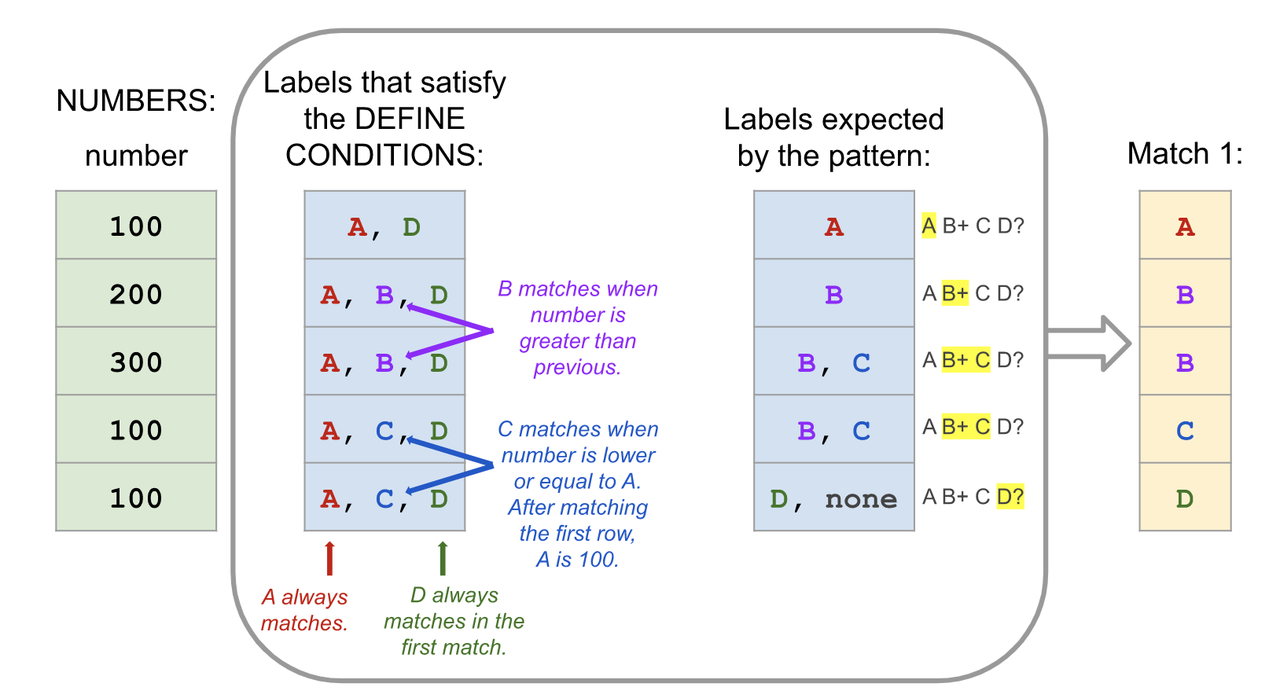 NUMBERS:
number
100
200
300
100
100
Labels that satisfy
the DEFINE
CONDITIONS:
A, D
A, B, D
A, B, D
A, C, D
A, C, D
B matches when
number is
greater than
previous.
C matches when
number is lower
or equal to A.
After matching
the first row,
A is 100.
A always
matches.
D always
matches in the
first match.
Labels expected
by the pattern:
A
A B+ C D?
B
A B+ C D?
B, C
A B+ C D?
B, C
A B+ C D?
D, none
A B+ C D?
Match 1:
A
B
B
C
D